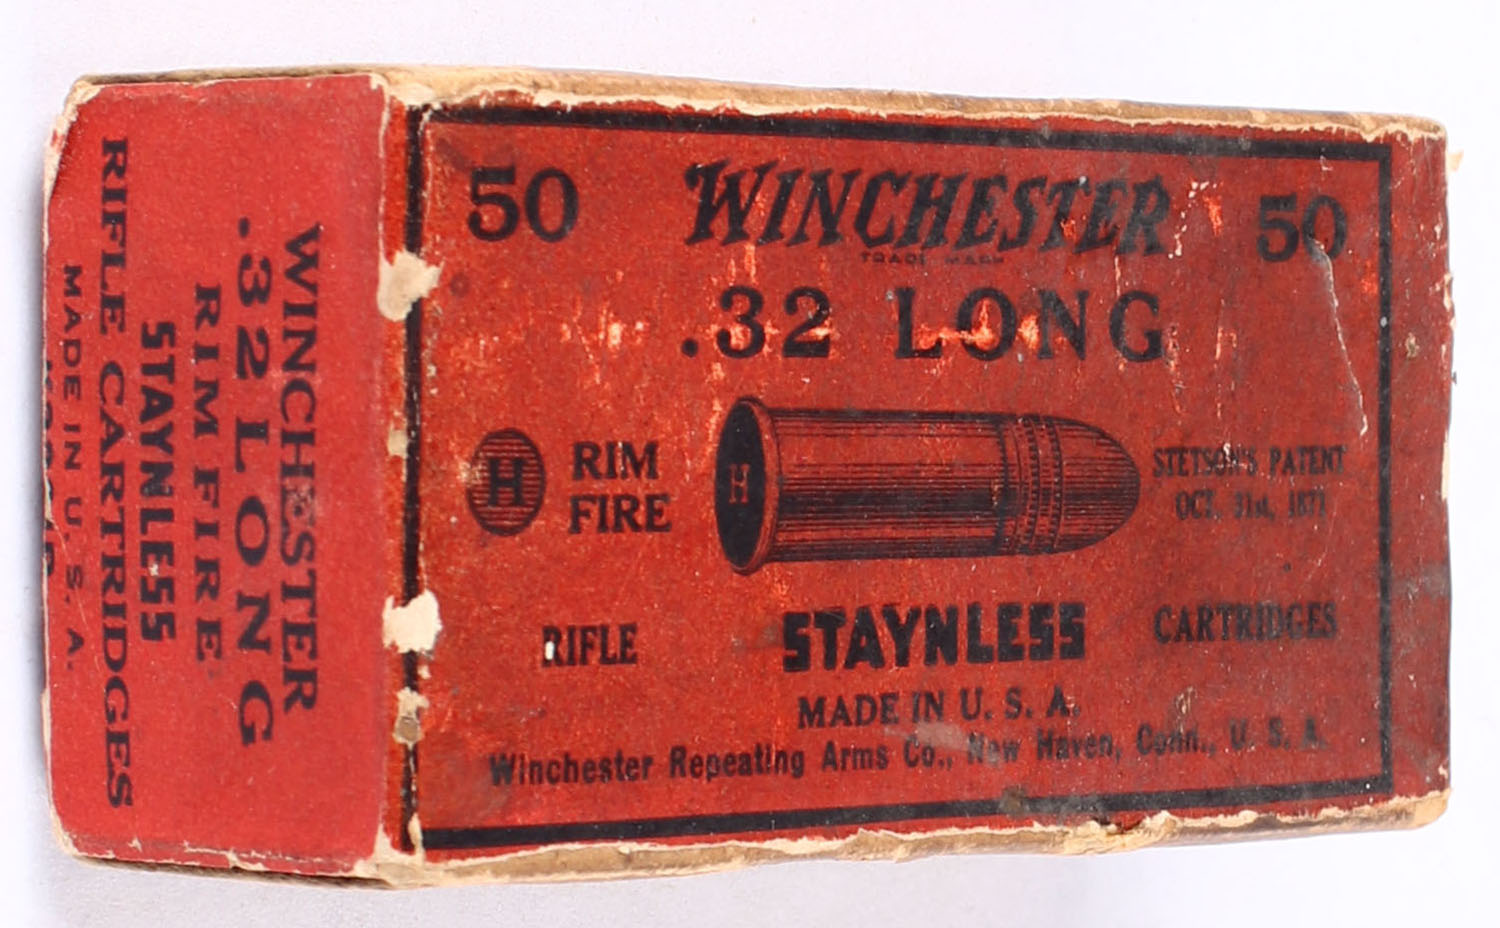 50 WINCHESTER 50
TRADE MARK
.32 LONG
H RIM FIRE
H
STETSON'S PATENT
OCT. 31st, 1871
RIFLE STAYNLESS CARTRIDGES
MADE IN U. S. A.
Winchester Repeating Arms Co., New Haven, Conn., U. S. A.
WINCHESTER
.32 LONG
RIM FIRE
STAYNLESS
RIFLE CARTRIDGES
MADE IN U. S. A.